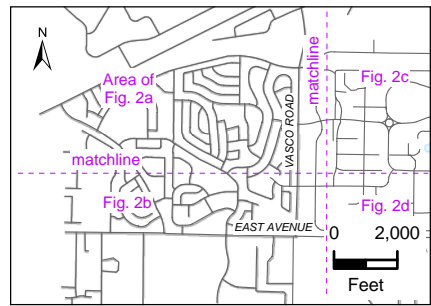 N
Area of
Fig. 2a
matchline
Fig. 2c
VASCO ROAD
matchline
Fig. 2b
Fig. 2d
EAST AVENUE
0 2,000
Feet